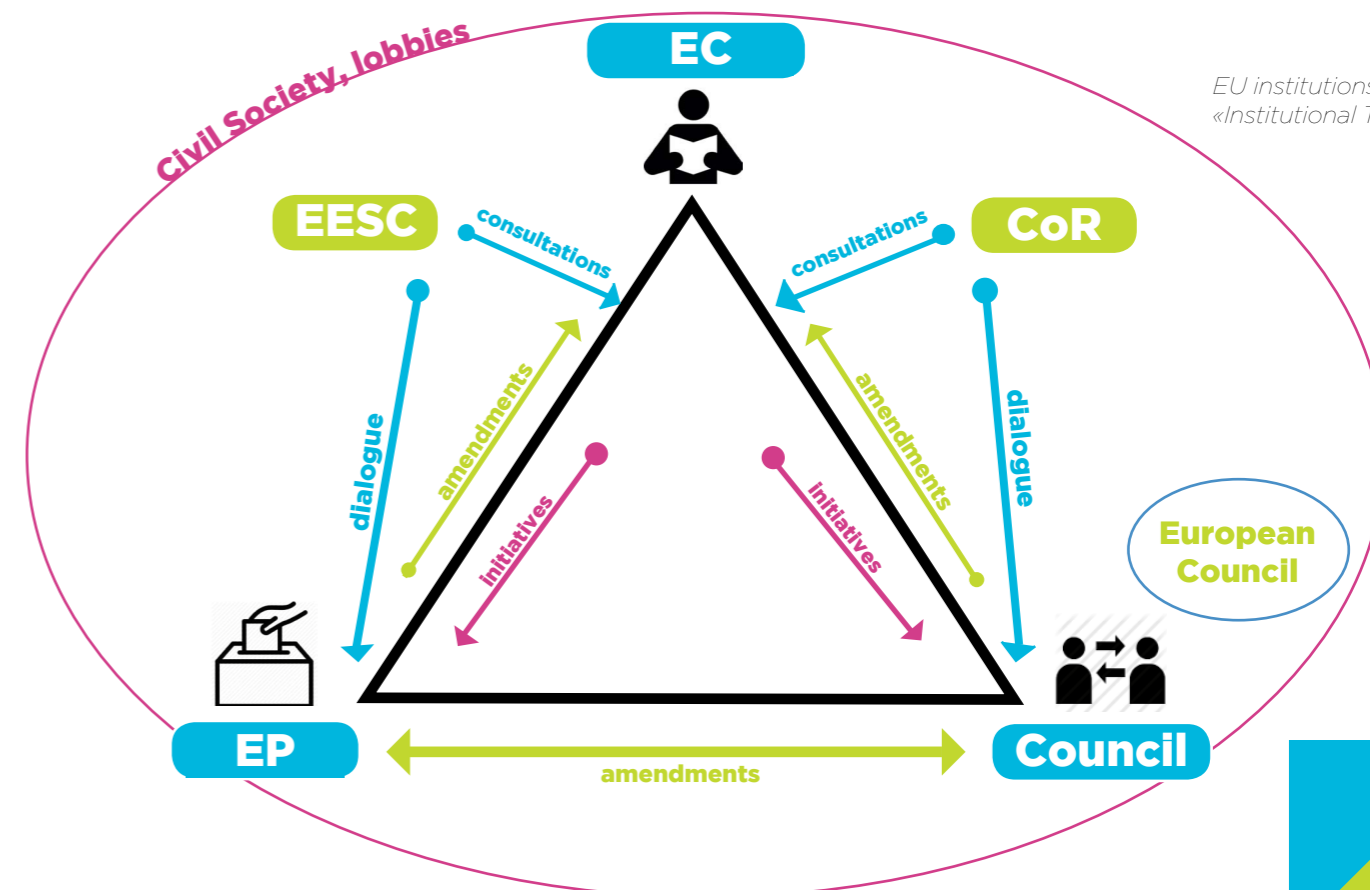 Civil Society, lobbies
EC
EU institutions
«Institutional
EESC
CoR
consultations
consultations
amendments
amendments
dialogue
dialogue
initiatives
initiatives
European
Council
EP
Council
amendments